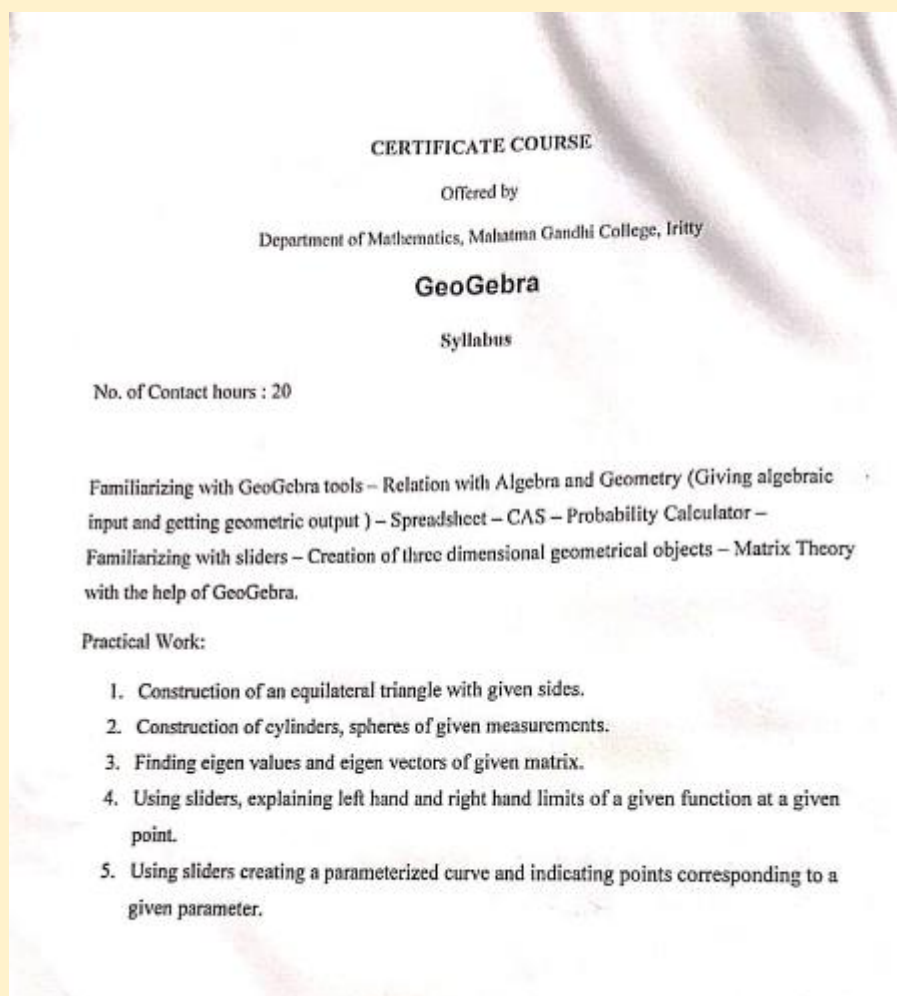 CERTIFICATE COURSE
Offered by
Department of Mathematics, Mahatma Gandhi College, Iritty
GeoGebra
Syllabus
No. of Contact hours : 20
Familiarizing with GeoGebra tools – Relation with Algebra and Geometry (Giving algebraic
input and getting geometric output ) – Spreadsheet – CAS – Probability Calculator –
Familiarizing with sliders – Creation of three dimensional geometrical objects – Matrix Theory
with the help of GeoGebra.
Practical Work:
1. Construction of an equilateral triangle with given sides.
2. Construction of cylinders, spheres of given measurements.
3. Finding eigen values and eigen vectors of given matrix.
4. Using sliders, explaining left hand and right hand limits of a given function at a given
point.
5. Using sliders creating a parameterized curve and indicating points corresponding to a
given parameter.